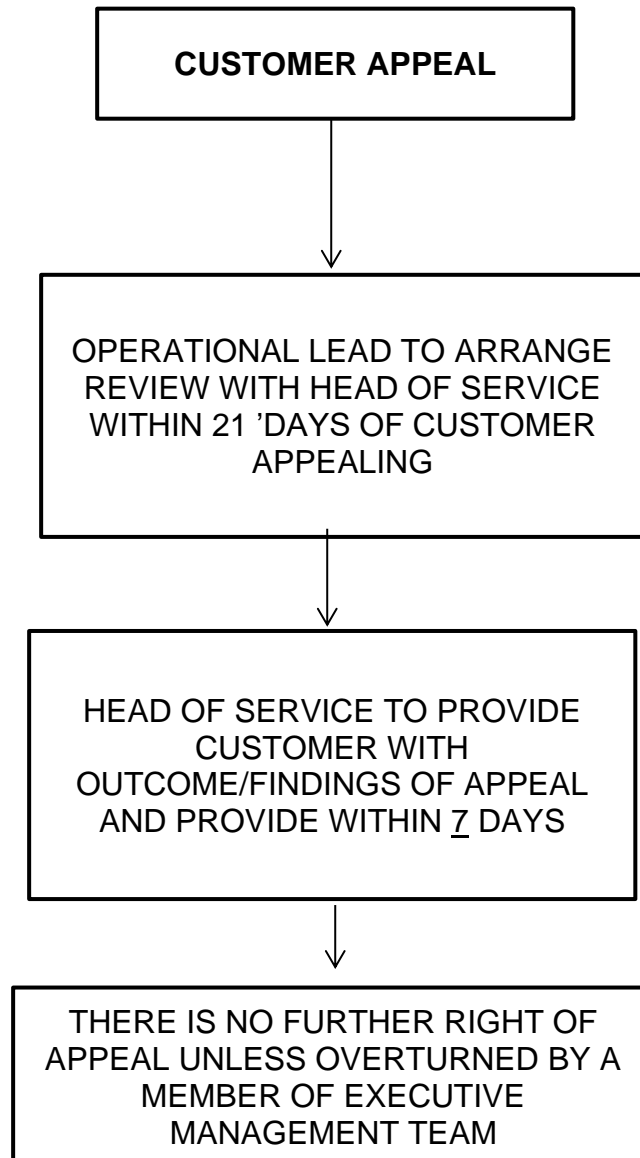 CUSTOMER APPEAL
OPERATIONAL LEAD TO ARRANGE
REVIEW WITH HEAD OF SERVICE
WITHIN 21 'DAYS OF CUSTOMER
APPEALING
HEAD OF SERVICE TO PROVIDE
CUSTOMER WITH
OUTCOME/FINDINGS OF APPEAL
AND PROVIDE WITHIN 7 DAYS
THERE IS NO FURTHER RIGHT OF
APPEAL UNLESS OVERTURNED BY A
MEMBER OF EXECUTIVE
MANAGEMENT TEAM